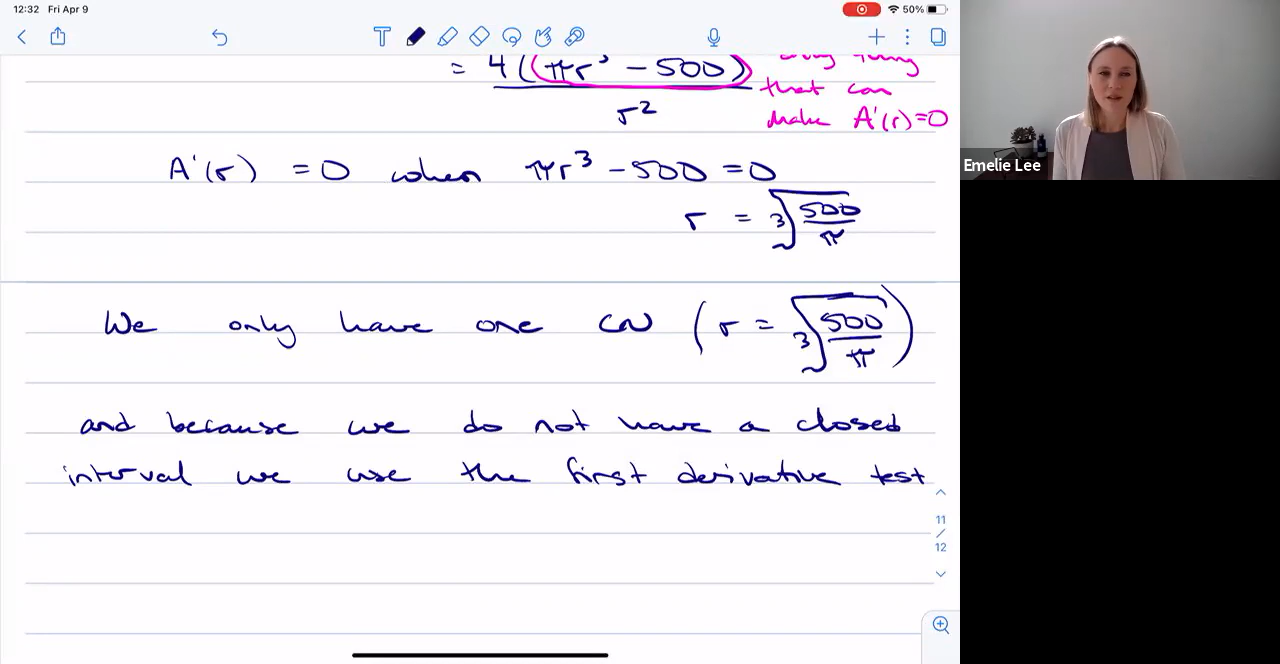 12:32 Fri Apr 9
50%
= 4(πr³ - 500)
r²
only thing
that can
make A'(r)=0
A'(r) = 0 when πr³ - 500 = 0
r = ∛(500/π)
We only have one CN (r = ∛(500/π))
and because we do not have a closed
interval we use the first derivative test
11
/
12
Emelie Lee